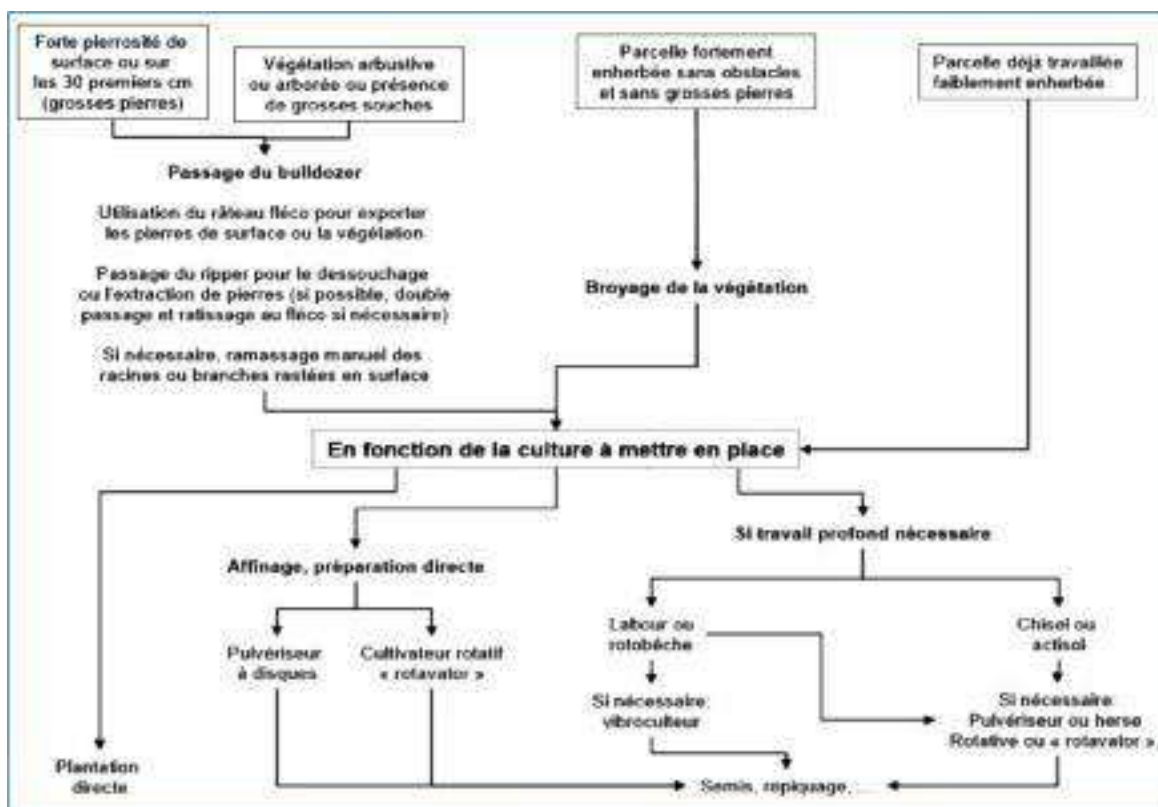 Forte pierrosité de
surface ou sur
les 30 premiers cm
(grosses pierres)
Végétation arbustive
ou arborée ou présence
de grosses souches
Parcelle fortement
enherbée sans obstacles
et sans grosses pierres
Parcelle déjà travaillée
faiblement enherbée
Passage du bulldozer
Utilisation du râteau fléco pour exporter
les pierres de surface ou la végétation
Passage du ripper pour le dessouchage
ou l'extraction de pierres (si possible, double
passage et ratissage au fléco si nécessaire)
Si nécessaire, ramassage manuel des
racines ou branches restées en surface
Broyage de la végétation
En fonction de la culture à mettre en place
Plantation
directe
Affinage, préparation directe
Pulvériseur
à disques
Cultivateur rotatif
« rotavator »
Si travail profond nécessaire
Labour ou
rotobêche
Si nécessaire:
vibroculteur
Chisel ou
actisol
Si nécessaire:
Pulvériseur ou herse
Rotative ou « rotavator »
Semis, repiquage, ...